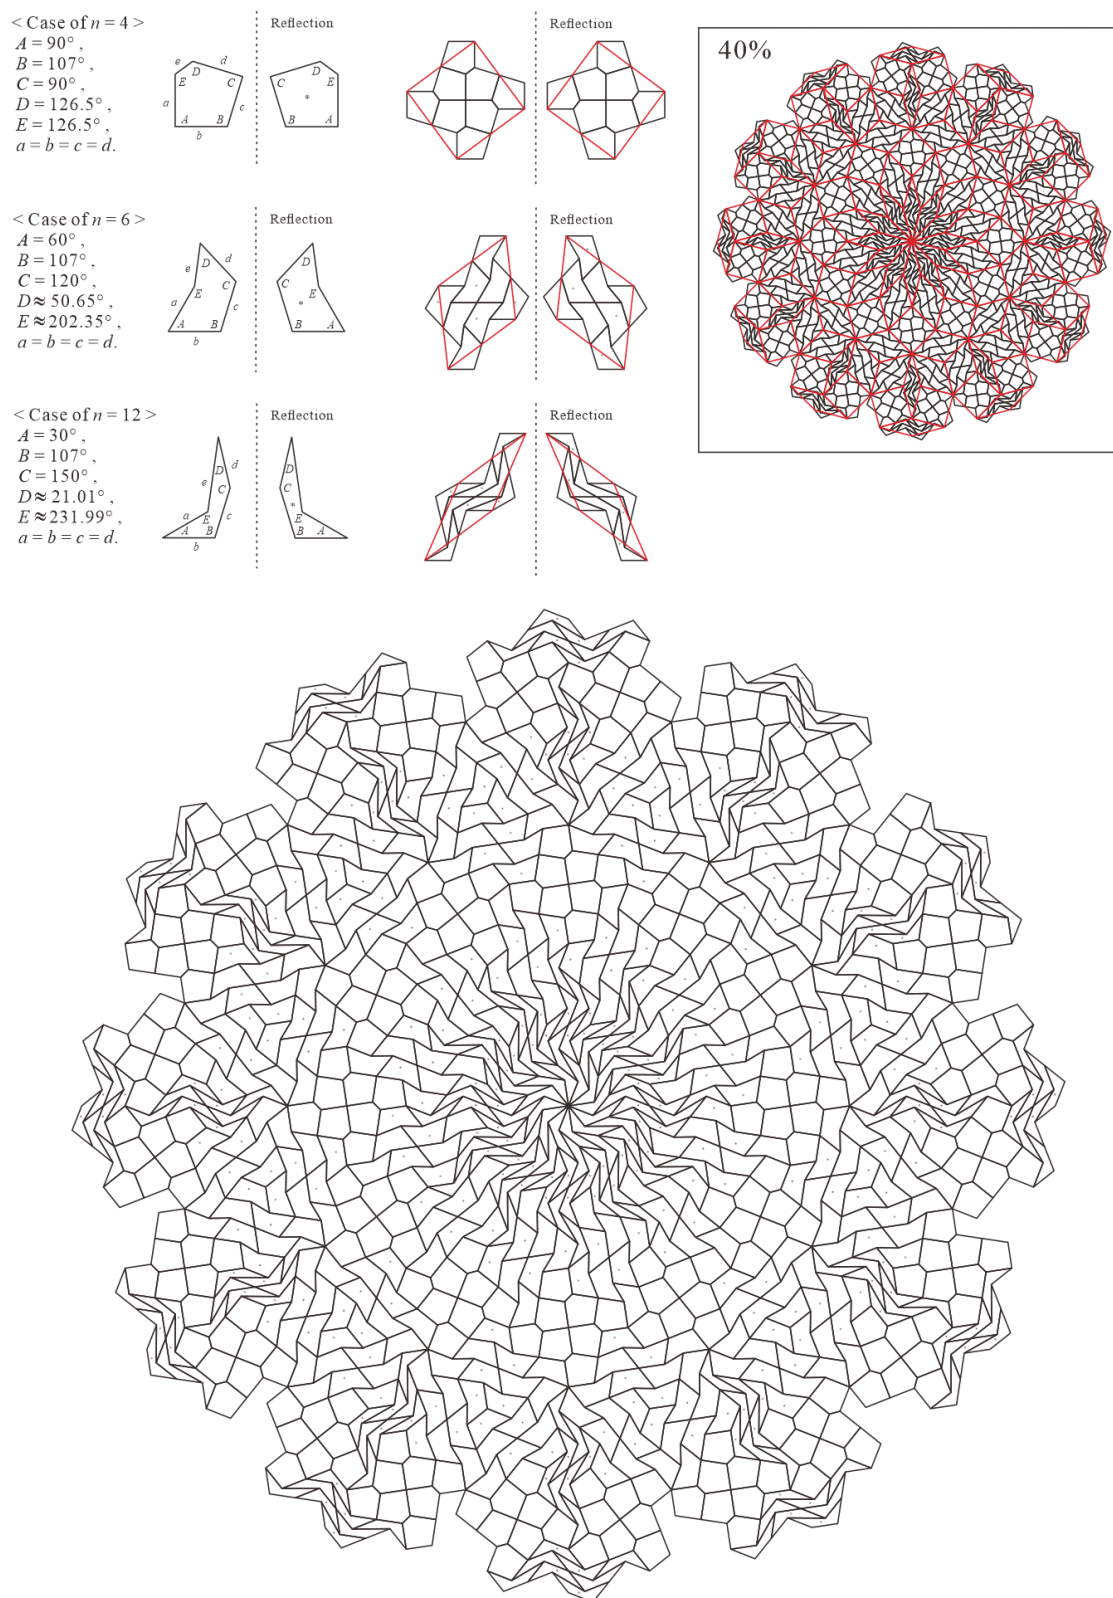 < Case of n = 4 >
A = 90° ,
B = 107° ,
C = 90° ,
D = 126.5° ,
E = 126.5° ,
a = b = c = d.
e d
D
E C
a c
A B
b
Reflection
D
C E
*
B A
Reflection
40%
< Case of n = 6 >
A = 60° ,
B = 107° ,
C = 120° ,
D ≈ 50.65° ,
E ≈ 202.35° ,
a = b = c = d.
e D d
C
E
a c
A B
b
Reflection
D
C
E
*
B A
Reflection
< Case of n = 12 >
A = 30° ,
B = 107° ,
C = 150° ,
D ≈ 21.01° ,
E ≈ 231.99° ,
a = b = c = d.
D d
e
C
a E c
A B
b
Reflection
D
C
*
E
B A
Reflection